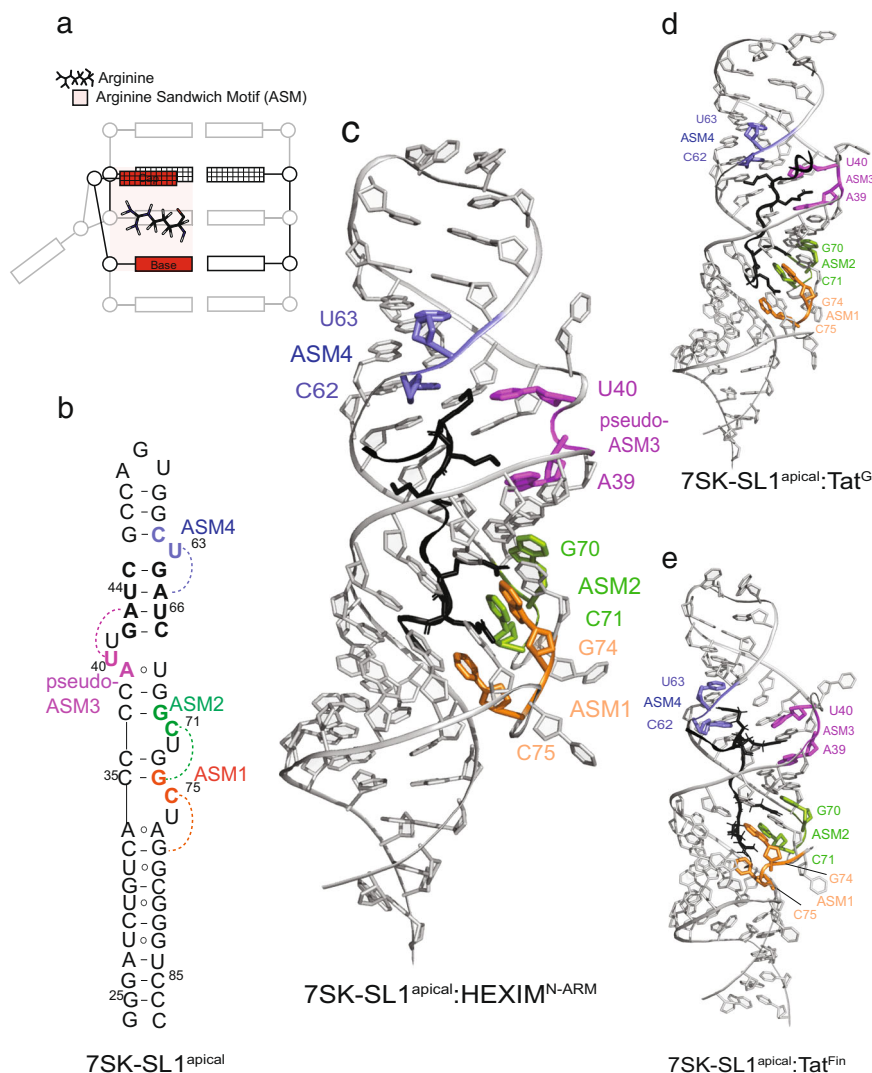 a
Arginine
Arginine Sandwich Motif (ASM)
Cap
Base
b
G
A U
C G
C – G
G – C ASM4
U 63
C – G
44 U – A
A – U 66
G – C
U
40 U
pseudo- A o U
ASM3 C – G
C – G ASM2
C 71
U
C – G
35 C – G ASM1
C 75
U
A o A
C – G
U o G
G – C
U o G
C – G
U o G
A – U
G – C 85
25 G – C
G – C
7SK-SL1apical
c
U63
ASM4
C62
U40
pseudo-
ASM3
A39
G70
ASM2
C71
G74
ASM1
C75
7SK-SL1apical:HEXIMN-ARM
d
U63
ASM4
C62
U40
ASM3
A39
G70
ASM2
C71
G74
ASM1
C75
7SK-SL1apical:TatG
e
U63
ASM4
C62
U40
ASM3
A39
G70
ASM2
C71
G74
ASM1
C75
7SK-SL1apical:TatFin